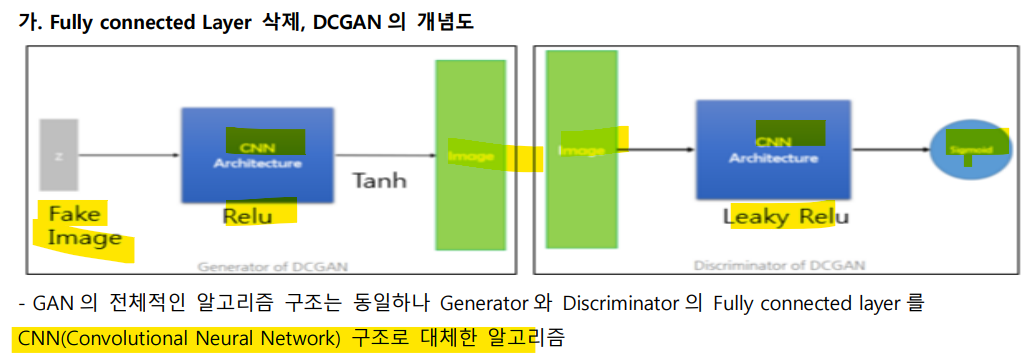 가. Fully connected Layer 삭제, DCGAN 의 개념도
z
CNN
Architecture
Relu
Tanh
Image
Fake
Image
Generator of DCGAN
Image
CNN
Architecture
Leaky Relu
Sigmoid
Discriminator of DCGAN
- GAN 의 전체적인 알고리즘 구조는 동일하나 Generator 와 Discriminator 의 Fully connected layer 를
CNN(Convolutional Neural Network) 구조로 대체한 알고리즘